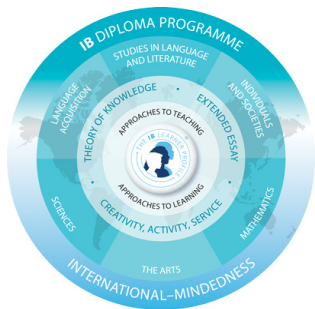 IB DIPLOMA PROGRAMME
STUDIES IN LANGUAGE
AND LITERATURE
LANGUAGE
ACQUISITION
INDIVIDUALS
AND SOCIETIES
THEORY OF KNOWLEDGE
EXTENDED ESSAY
APPROACHES TO TEACHING
THE IB LEARNER PROFILE
APPROACHES TO LEARNING
CREATIVITY, ACTIVITY, SERVICE
SCIENCES
MATHEMATICS
THE ARTS
INTERNATIONAL-MINDEDNESS